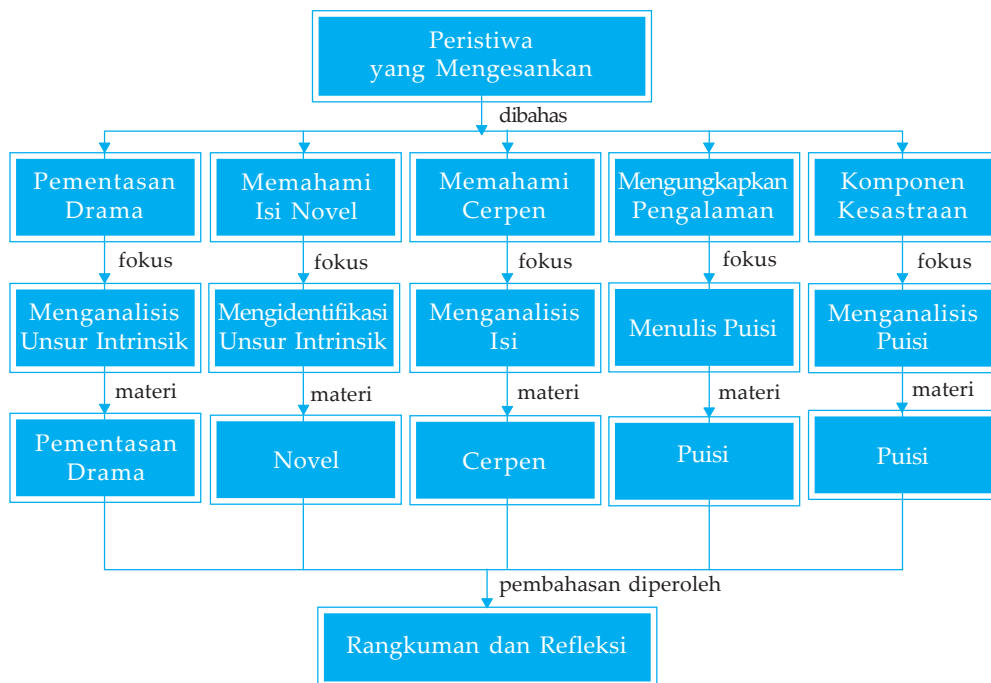 Peristiwa
yang Mengesankan
dibahas
Pementasan
Drama
Memahami
Isi Novel
Memahami
Cerpen
Mengungkapkan
Pengalaman
Komponen
Kesastraan
fokus
fokus
fokus
fokus
fokus
Menganalisis
Unsur Intrinsik
Mengidentifikasi
Unsur Intrinsik
Menganalisis
Isi
Menulis Puisi
Menganalisis
Puisi
materi
materi
materi
materi
materi
Pementasan
Drama
Novel
Cerpen
Puisi
Puisi
pembahasan diperoleh
Rangkuman dan Refleksi